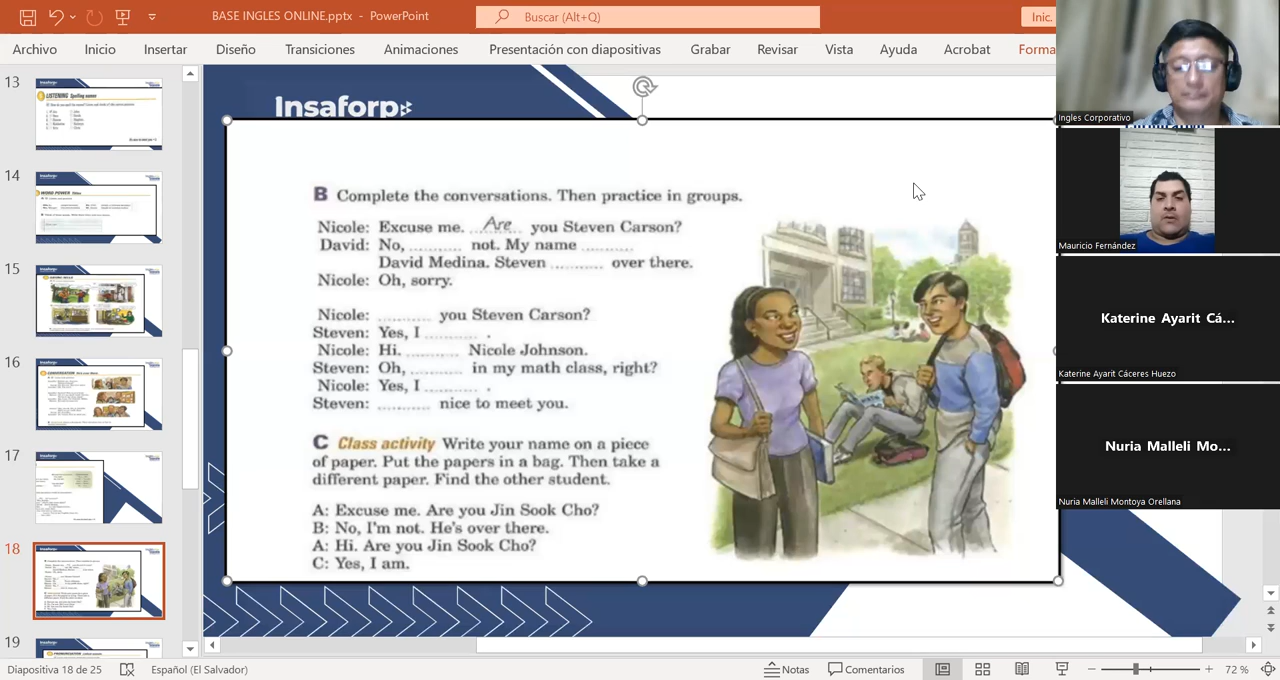 BASE INGLES ONLINE.pptx - PowerPoint
Buscar (Alt+Q)
Inic.
Archivo Inicio Insertar Diseño Transiciones Animaciones Presentación con diapositivas Grabar Revisar Vista Ayuda Acrobat Forma
13
14
15
16
17
18
19
Insaforp
B Complete the conversations. Then practice in groups.
Nicole: Excuse me. Are you Steven Carson?
David: No, .......... not. My name ..........
David Medina. Steven .......... over there.
Nicole: Oh, sorry.
Nicole: .......... you Steven Carson?
Steven: Yes, I .......... .
Nicole: Hi. .......... Nicole Johnson.
Steven: Oh, .......... in my math class, right?
Nicole: Yes, I .......... .
Steven: .......... nice to meet you.
C Class activity Write your name on a piece
of paper. Put the papers in a bag. Then take a
different paper. Find the other student.
A: Excuse me. Are you Jin Sook Cho?
B: No, I'm not. He's over there.
A: Hi. Are you Jin Sook Cho?
C: Yes, I am.
Ingles Corporativo
Mauricio Fernández
Katerine Ayarit Cá...
Katerine Ayarit Cáceres Huezo
Nuria Malleli Mo...
Nuria Malleli Montoya Orellana
Diapositiva 18 de 25 Español (El Salvador) Notas Comentarios 72 %